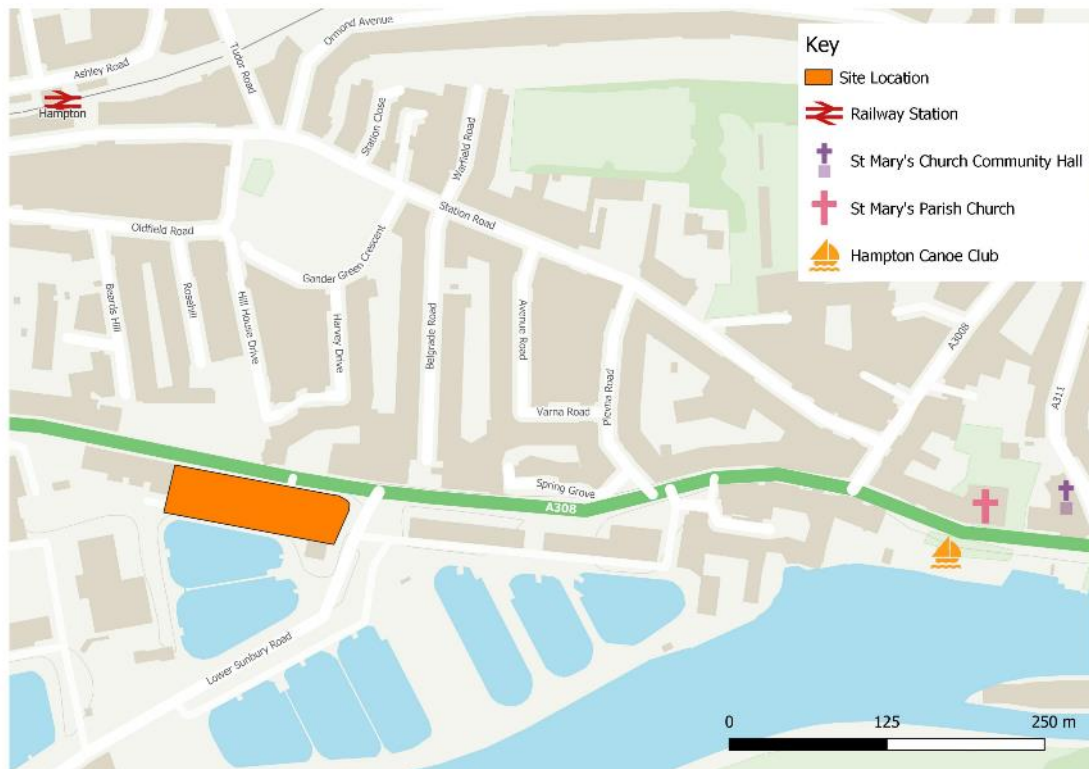 Ormond Avenue
Tudor Road
Ashley Road
Hampton
Station Close
Warfield Road
Station Road
Oldfield Road
Gander Green Crescent
Beards Hill
Rosehill
Hill House Drive
Harvey Drive
Belgrade Road
Avenue Road
Varna Road
Plevna Road
Spring Grove
A308
A3008
A311
Lower Sunbury Road
Key
Site Location
Railway Station
St Mary's Church Community Hall
St Mary's Parish Church
Hampton Canoe Club
0 125 250 m